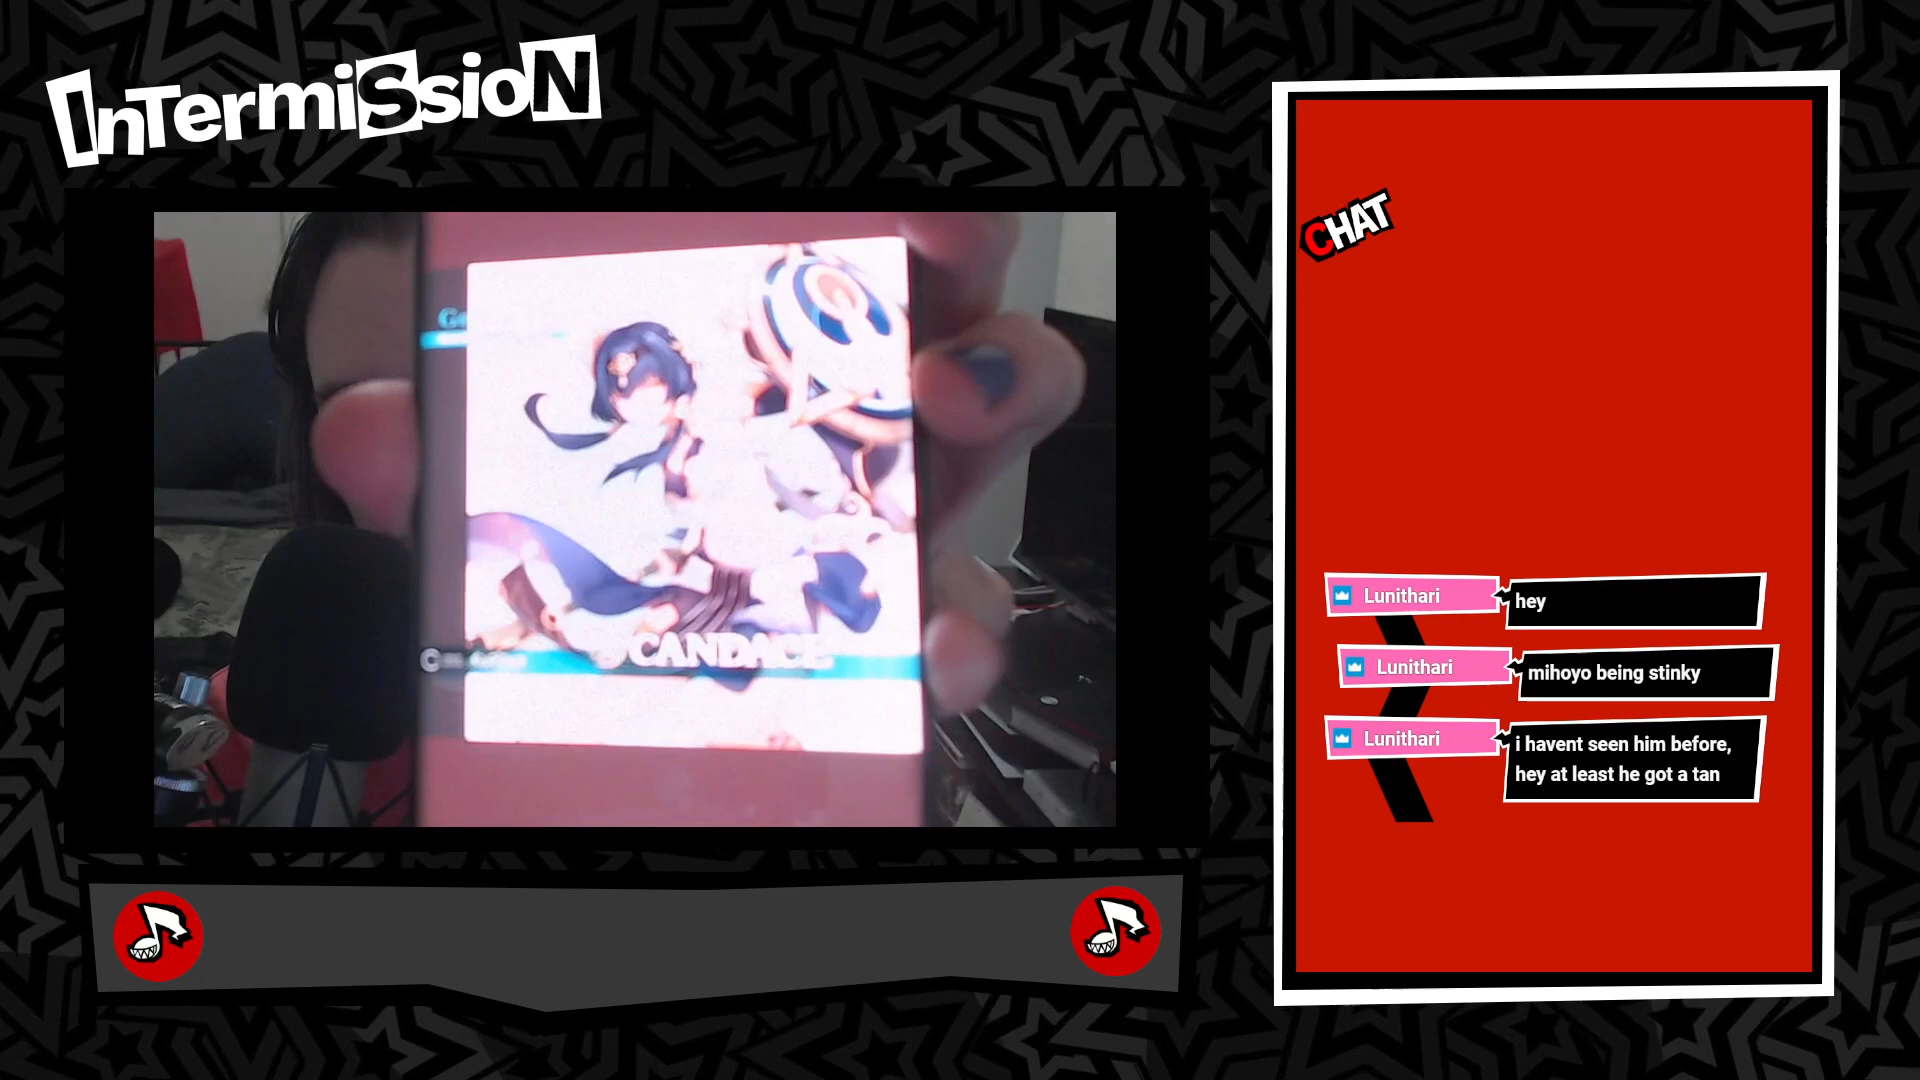 InTermiSsioN
CHAT
Ge
CANDACE
Lunithari
hey
Lunithari
mihoyo being stinky
Lunithari
i havent seen him before,
hey at least he got a tan